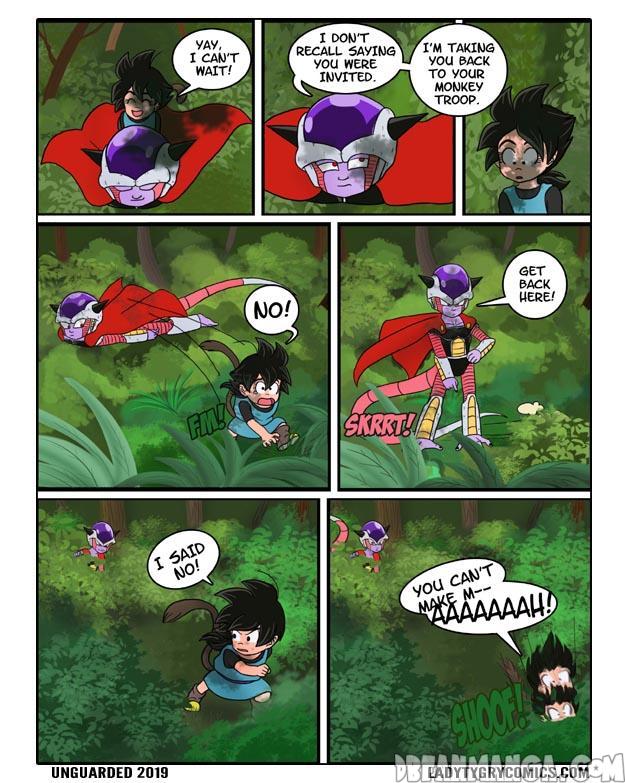 YAY,
I CAN'T
WAIT!
I DON'T
RECALL SAYING
YOU WERE
INVITED.
I'M TAKING
YOU BACK
TO YOUR
MONKEY
TROOP.
NO!
FM!
GET
BACK
HERE!
SKRRT!
I SAID
NO!
YOU CAN'T
MAKE M--
AAAAAAAH!
SHOOF!
UNGUARDED 2019
LADYTYGRYCOMICS.COM
DBFANMANGA.COM